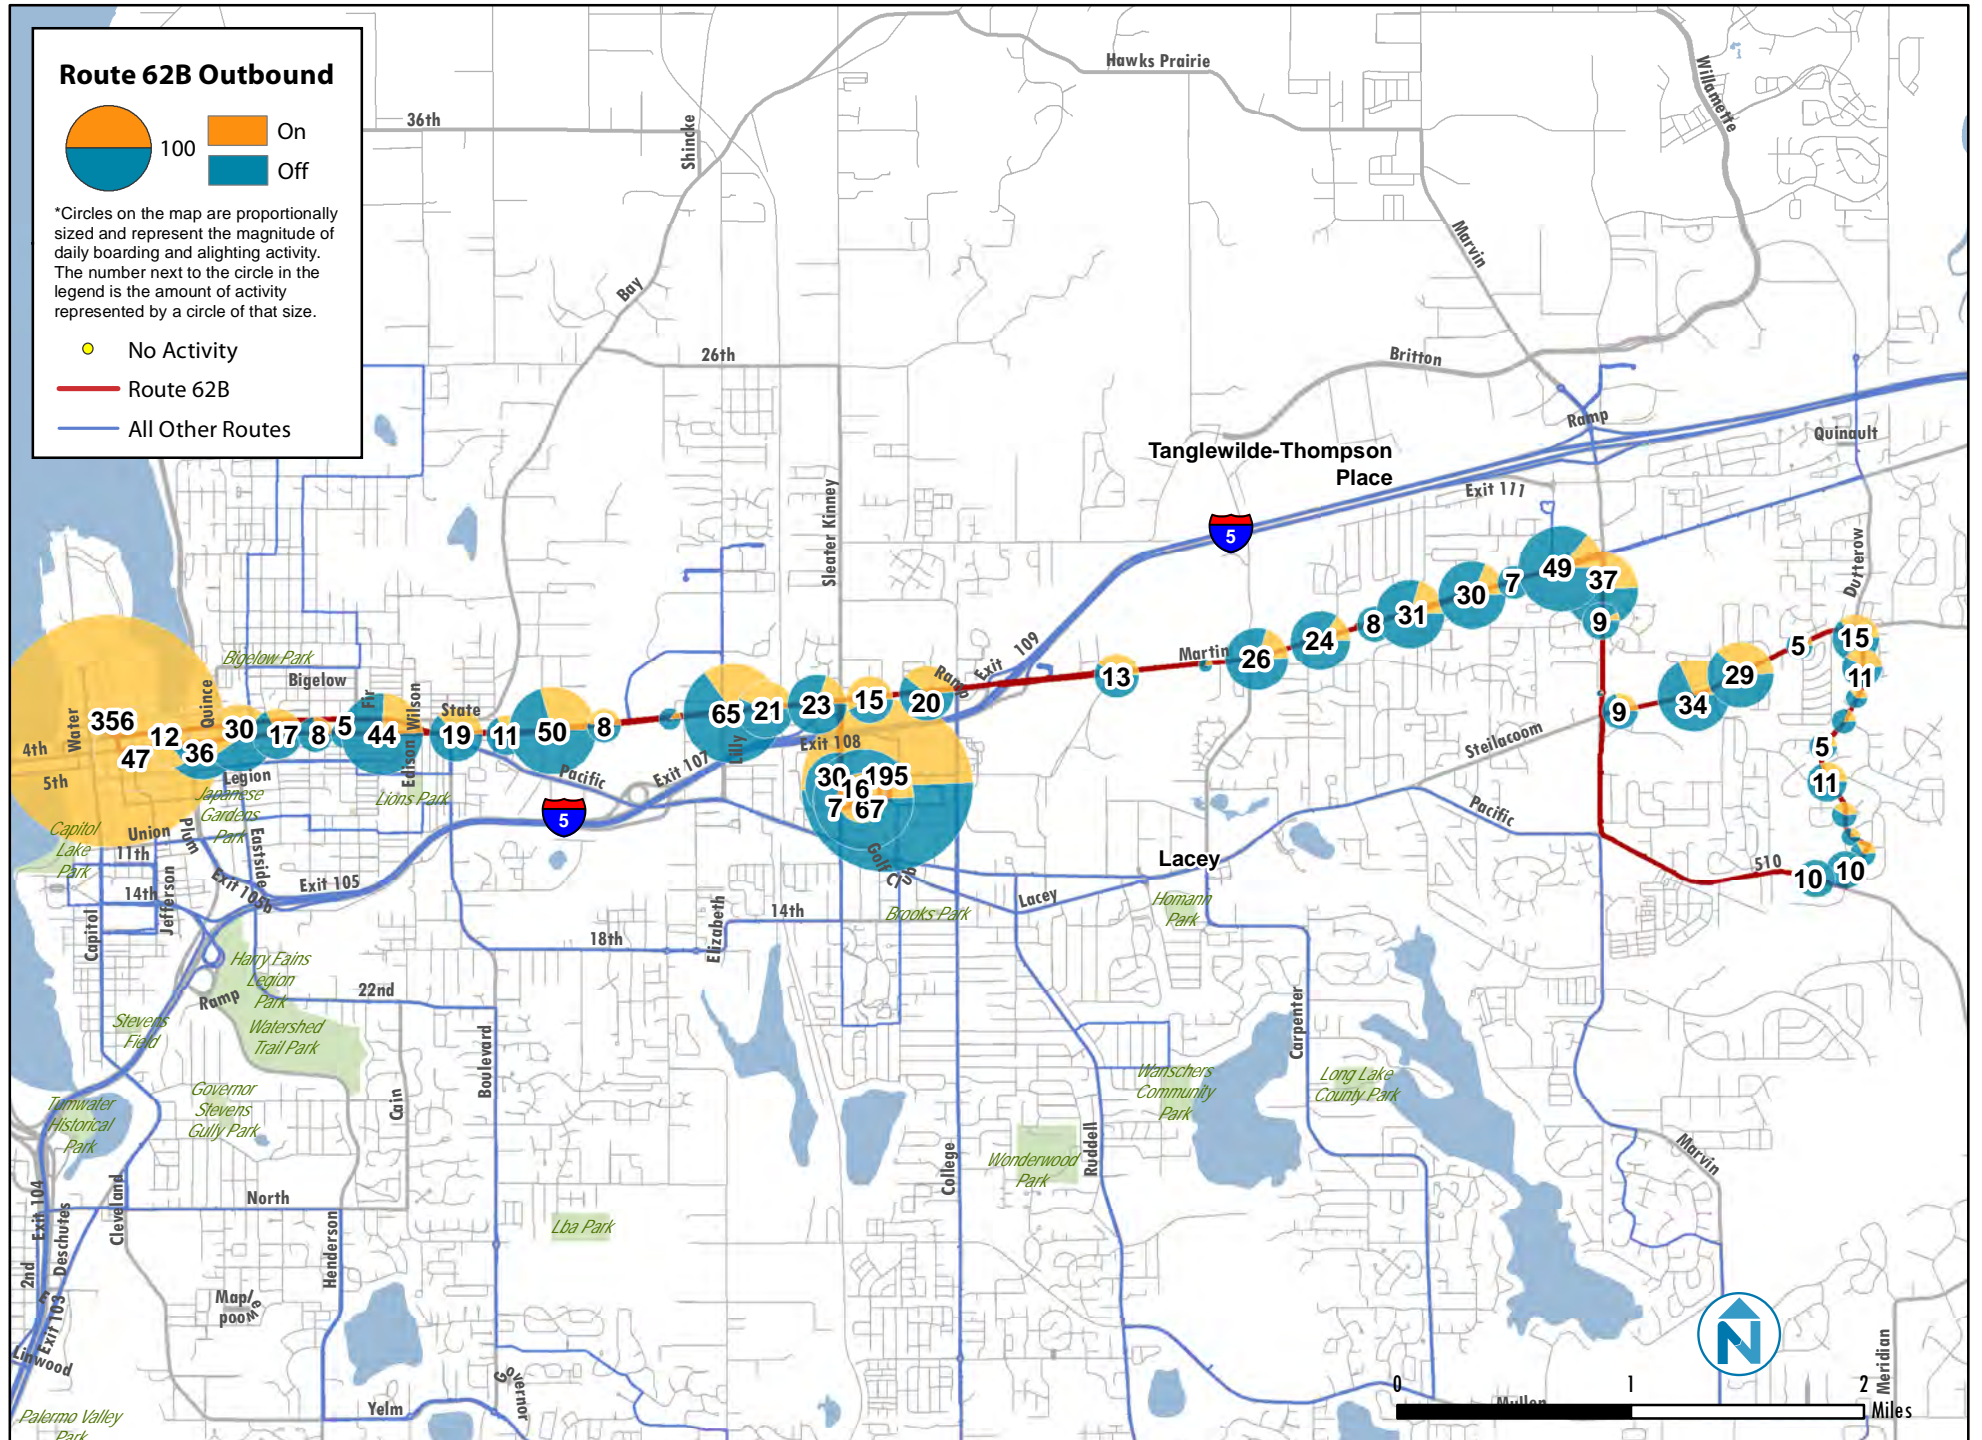 Route 62B Outbound
100
On
Off
*Circles on the map are proportionally
sized and represent the magnitude of
daily boarding and alighting activity.
The number next to the circle in the
legend is the amount of activity
represented by a circle of that size.
No Activity
Route 62B
All Other Routes
Hawks Prairie
Willamette
36th
Shincke
Marvin
Bay
26th
Britton
Ramp
Quinault
Tanglewilde-Thompson
Place
Exit 111
5
Sleater Kinney
Dutterow
49
37
30
7
31
8
9
24
26
Martin
13
Exit 109
Ramp
15
5
11
29
34
9
5
11
10
10
510
Steilacoom
Pacific
Bigelow Park
Bigelow
Quince
Water
Fir
Wilson
Edison
State
356
12
47
36
30
17
8
5
44
19
11
50
8
65
21
23
15
20
4th
5th
Legion
Japanese
Gardens
Park
Lions Park
Pacific
Exit 107
Lilly
Exit 108
30
195
16
7
67
Golf Club
5
Capitol
Lake
Park
Union
11th
Plum
Eastside
14th
Jefferson
Exit 105b
Exit 105
Capitol
Lacey
Lacey
Homann
Park
Brooks Park
14th
Elizabeth
18th
Harry Eains
Legion
Park
Ramp
22nd
Watershed
Trail Park
Stevens
Field
Boulevard
Cain
Carpenter
Wanschers
Community
Park
Long Lake
County Park
Governor
Stevens
Gully Park
Tumwater
Historical
Park
Wonderwood
Park
Ruddell
College
Marvin
North
Cleveland
Deschutes
Exit 104
2nd
Henderson
Lba Park
Exit 103
Linwood
Yelm
Governor
Palermo Valley
Park
Mullen
Meridian
N
0
1
2
Miles